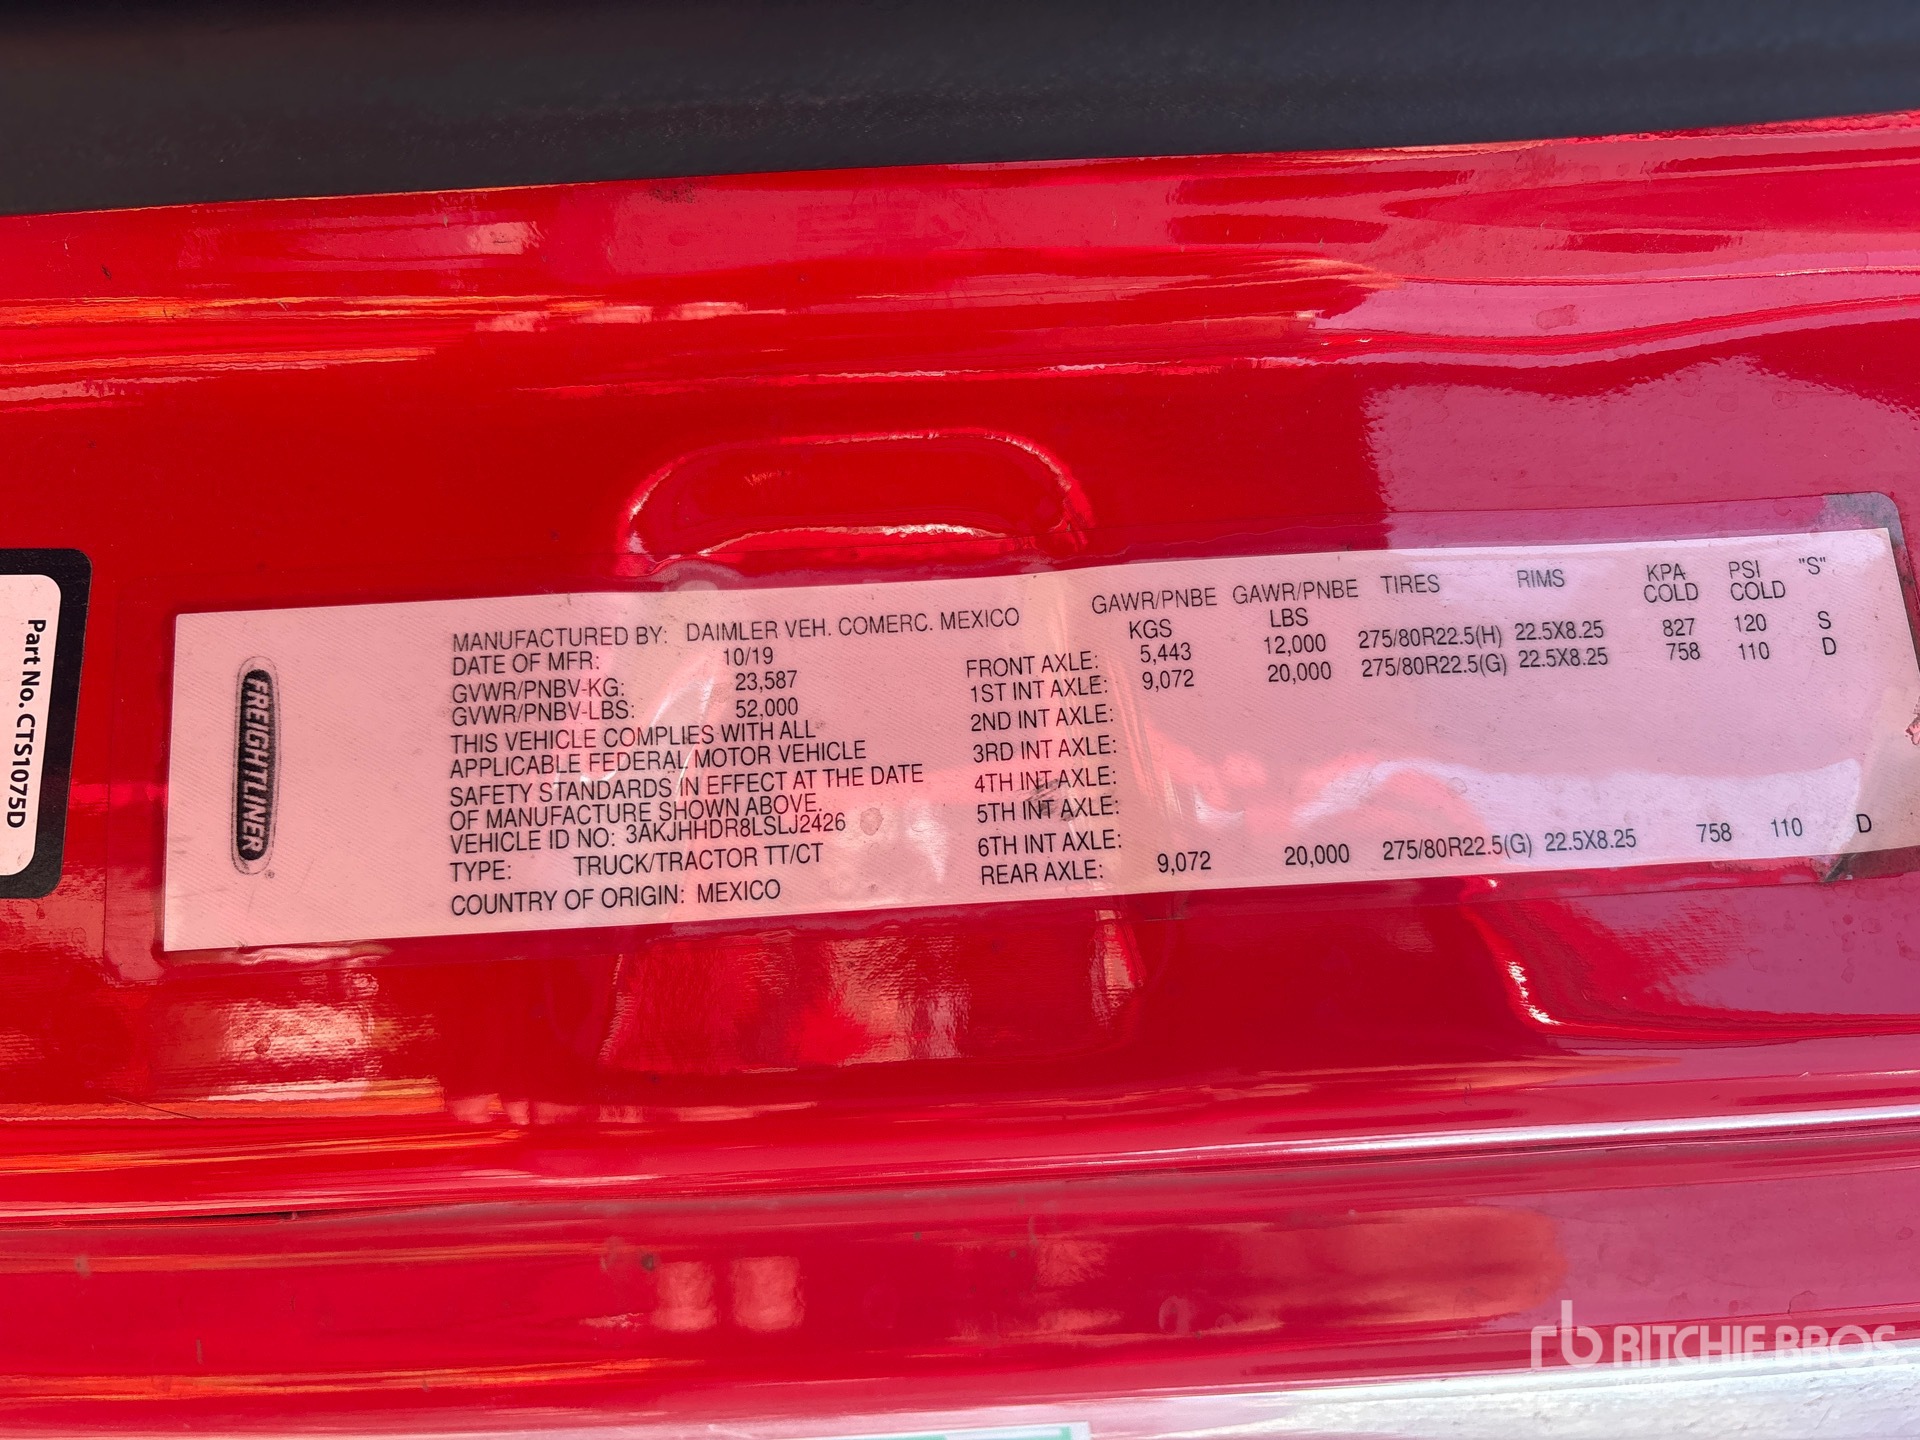 Part No. CTS1075D
FREIGHTLINER
MANUFACTURED BY: DAIMLER VEH. COMERC. MEXICO
DATE OF MFR: 10/19
GVWR/PNBV-KG: 23,587
GVWR/PNBV-LBS: 52,000
THIS VEHICLE COMPLIES WITH ALL
APPLICABLE FEDERAL MOTOR VEHICLE
SAFETY STANDARDS IN EFFECT AT THE DATE
OF MANUFACTURE SHOWN ABOVE.
VEHICLE ID NO: 3AKJHHDR8LSLJ2426
TYPE: TRUCK/TRACTOR TT/CT
COUNTRY OF ORIGIN: MEXICO
GAWR/PNBE GAWR/PNBE TIRES RIMS KPA PSI "S"
KGS LBS COLD COLD
FRONT AXLE: 5,443 12,000 275/80R22.5(H) 22.5X8.25 827 120 S
1ST INT AXLE: 9,072 20,000 275/80R22.5(G) 22.5X8.25 758 110 D
2ND INT AXLE:
3RD INT AXLE:
4TH INT AXLE:
5TH INT AXLE:
6TH INT AXLE:
REAR AXLE: 9,072 20,000 275/80R22.5(G) 22.5X8.25 758 110 D
rb RITCHIE BROS.